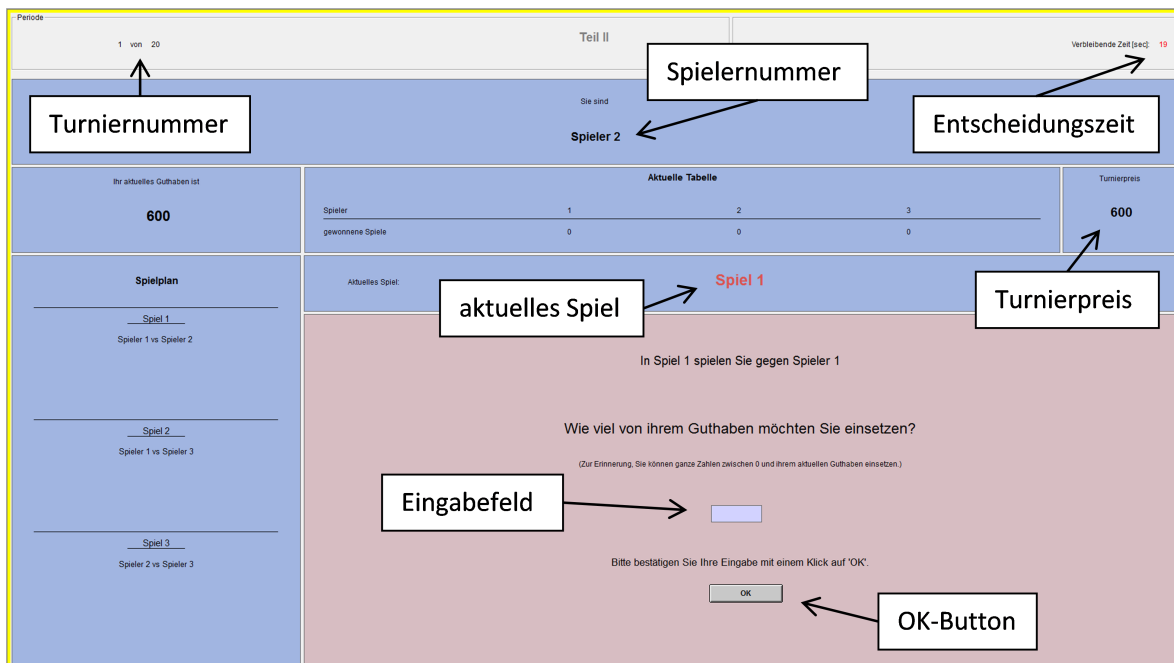 Periode
1 von 20
Teil II
Verbleibende Zeit [sec]: 19
Spielernummer
Turniernummer
Entscheidungszeit
Sie sind
Spieler 2
Ihr aktuelles Guthaben ist
600
Aktuelle Tabelle
Spieler 1 2 3
gewonnene Spiele 0 0 0
Turnierpreis
600
Spielplan
Spiel 1
Spieler 1 vs Spieler 2
Spiel 2
Spieler 1 vs Spieler 3
Spiel 3
Spieler 2 vs Spieler 3
Aktuelles Spiel:
Spiel 1
aktuelles Spiel
Turnierpreis
In Spiel 1 spielen Sie gegen Spieler 1
Wie viel von ihrem Guthaben möchten Sie einsetzen?
(Zur Erinnerung, Sie können ganze Zahlen zwischen 0 und ihrem aktuellen Guthaben einsetzen.)
Eingabefeld
Bitte bestätigen Sie Ihre Eingabe mit einem Klick auf 'OK'.
OK
OK-Button